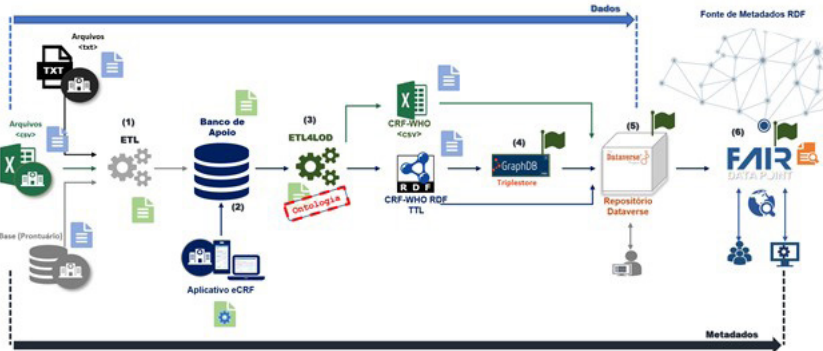 Dados
Fonte de Metadados RDF
Arquivos
<txt>
TXT
(1)
ETL
Arquivos
<csv>
X
Base (Prontuário)
Banco de
Apoio
(2)
Aplicativo eCRF
(3)
ETL4LOD
Ontologia
X
CRF-WHO
<csv>
RDF
CRF-WHO RDF
TTL
(4)
GraphDB
Triplestore
(5)
Dataverse
Repositório
Dataverse
(6)
FAIR
DATA POINT
Metadados